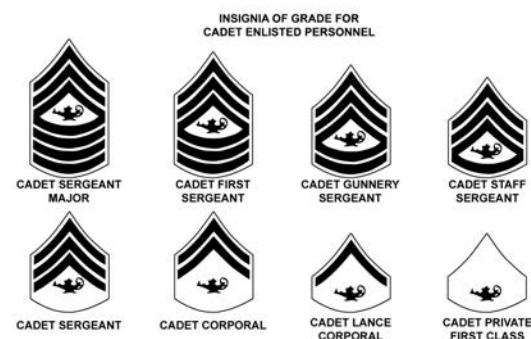 INSIGNIA OF GRADE FOR
CADET ENLISTED PERSONNEL
CADET SERGEANT
MAJOR
CADET FIRST
SERGEANT
CADET GUNNERY
SERGEANT
CADET STAFF
SERGEANT
CADET SERGEANT
CADET CORPORAL
CADET LANCE
CORPORAL
CADET PRIVATE
FIRST CLASS